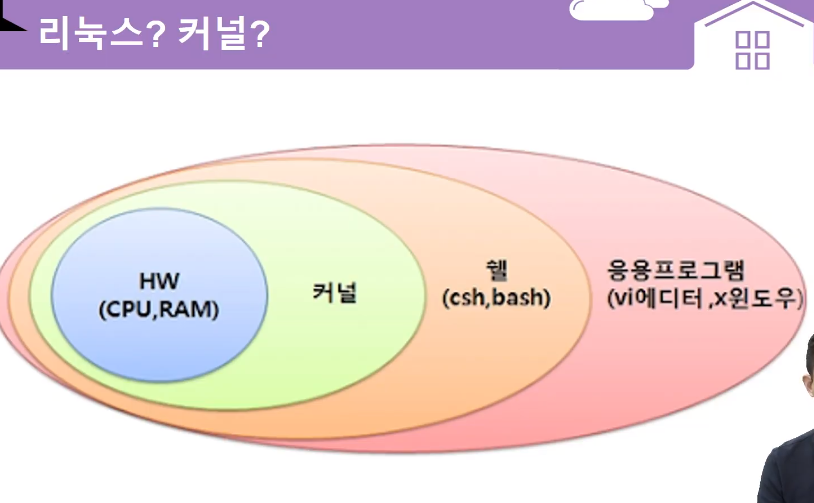 리눅스? 커널?
HW
(CPU,RAM)
커널
쉘
(csh,bash)
응용프로그램
(vi에디터 ,x윈도우)